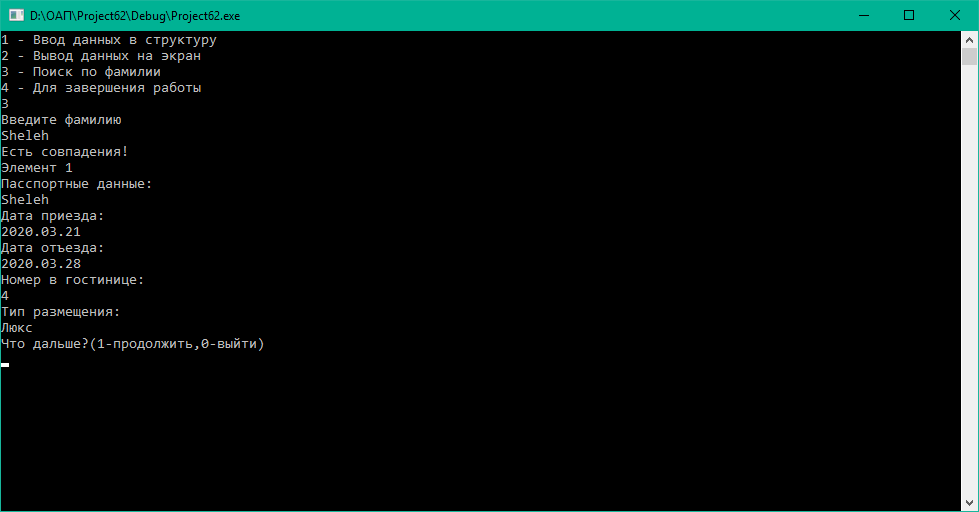 D:\ОАП\Project62\Debug\Project62.exe
1 - Ввод данных в структуру
2 - Вывод данных на экран
3 - Поиск по фамилии
4 - Для завершения работы
3
Введите фамилию
Sheleh
Есть совпадения!
Элемент 1
Пасспортные данные:
Sheleh
Дата приезда:
2020.03.21
Дата отъезда:
2020.03.28
Номер в гостинице:
4
Тип размещения:
Люкс
Что дальше?(1-продолжить,0-выйти)